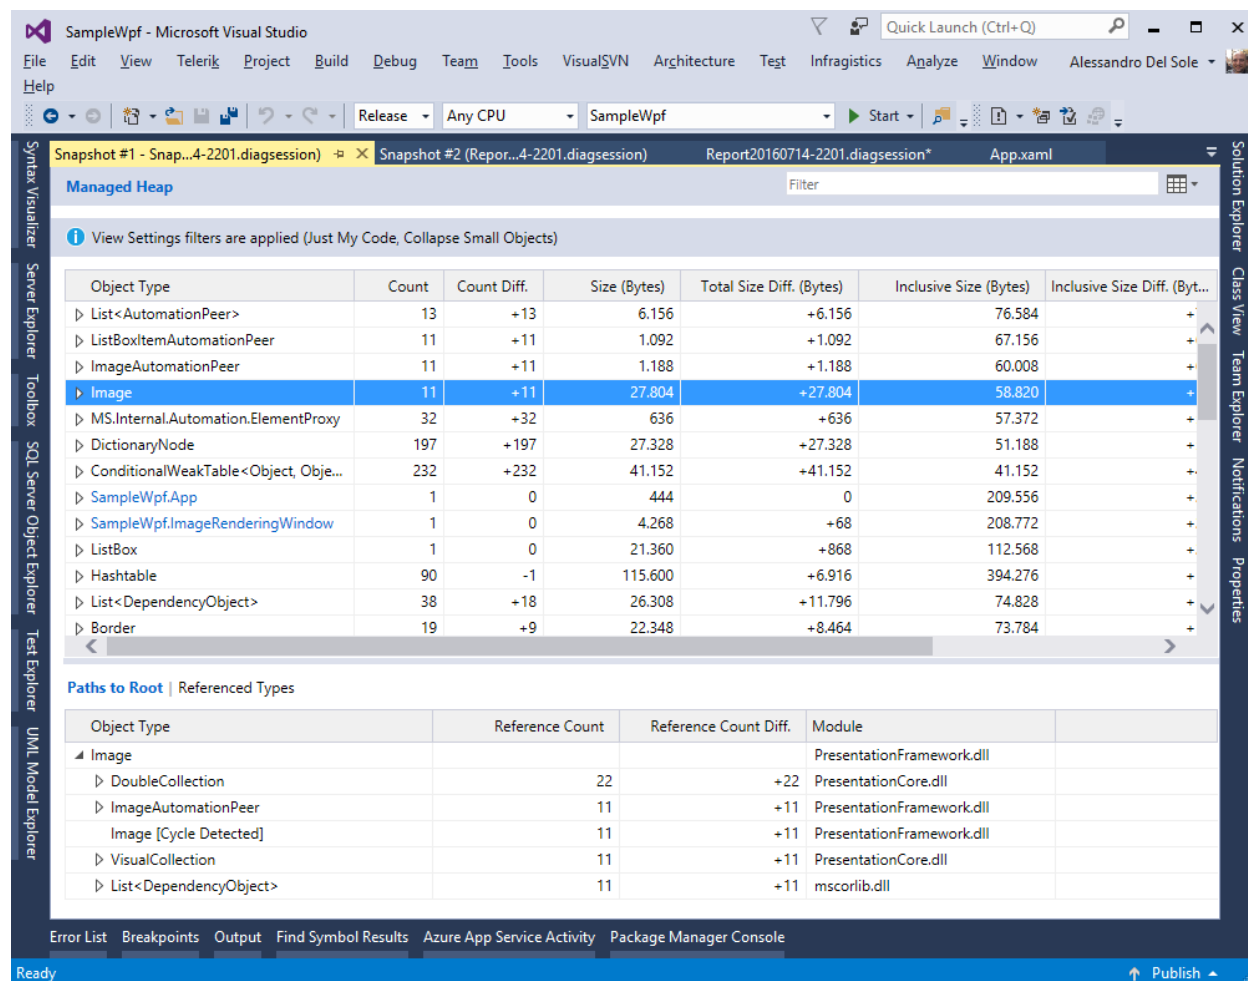 SampleWpf - Microsoft Visual Studio
Quick Launch (Ctrl+Q)
File Edit View Telerik Project Build Debug Team Tools VisualSVN Architecture Test Infragistics Analyze Window Alessandro Del Sole
Help
Release Any CPU SampleWpf Start
Snapshot #1 - Snap...4-2201.diagsession) Snapshot #2 (Repor...4-2201.diagsession) Report20160714-2201.diagsession* App.xaml
Managed Heap Filter
View Settings filters are applied (Just My Code, Collapse Small Objects)
Object Type Count Count Diff. Size (Bytes) Total Size Diff. (Bytes) Inclusive Size (Bytes) Inclusive Size Diff. (Byt...
List<AutomationPeer> 13 +13 6.156 +6.156 76.584 +
ListBoxItemAutomationPeer 11 +11 1.092 +1.092 67.156 +
ImageAutomationPeer 11 +11 1.188 +1.188 60.008 +
Image 11 +11 27.804 +27.804 58.820 +
MS.Internal.Automation.ElementProxy 32 +32 636 +636 57.372 +
DictionaryNode 197 +197 27.328 +27.328 51.188 +
ConditionalWeakTable<Object, Obje... 232 +232 41.152 +41.152 41.152 +
SampleWpf.App 1 0 444 0 209.556 +
SampleWpf.ImageRenderingWindow 1 0 4.268 +68 208.772 +
ListBox 1 0 21.360 +868 112.568 +
Hashtable 90 -1 115.600 +6.916 394.276 +
List<DependencyObject> 38 +18 26.308 +11.796 74.828 +
Border 19 +9 22.348 +8.464 73.784 +
Paths to Root | Referenced Types
Object Type Reference Count Reference Count Diff. Module
Image PresentationFramework.dll
DoubleCollection 22 +22 PresentationCore.dll
ImageAutomationPeer 11 +11 PresentationFramework.dll
Image [Cycle Detected] 11 +11 PresentationFramework.dll
VisualCollection 11 +11 PresentationCore.dll
List<DependencyObject> 11 +11 mscorlib.dll
Syntax Visualizer
Server Explorer
Toolbox
SQL Server Object Explorer
Test Explorer
UML Model Explorer
Solution Explorer
Class View
Team Explorer
Notifications
Properties
Error List Breakpoints Output Find Symbol Results Azure App Service Activity Package Manager Console
Ready Publish